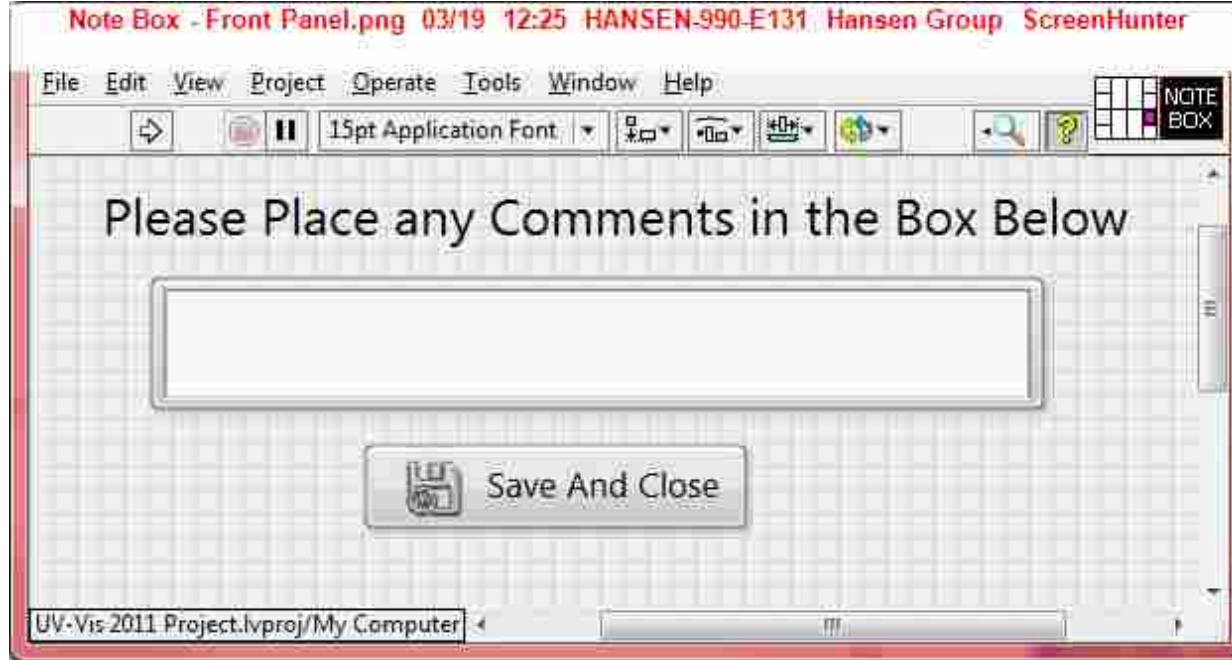 Note Box - Front Panel.png 03/19 12:25 HANSEN-990-E131 Hansen Group ScreenHunter
File Edit View Project Operate Tools Window Help
15pt Application Font
NOTE
BOX
Please Place any Comments in the Box Below
Save And Close
UV-Vis 2011 Project.lvproj/My Computer